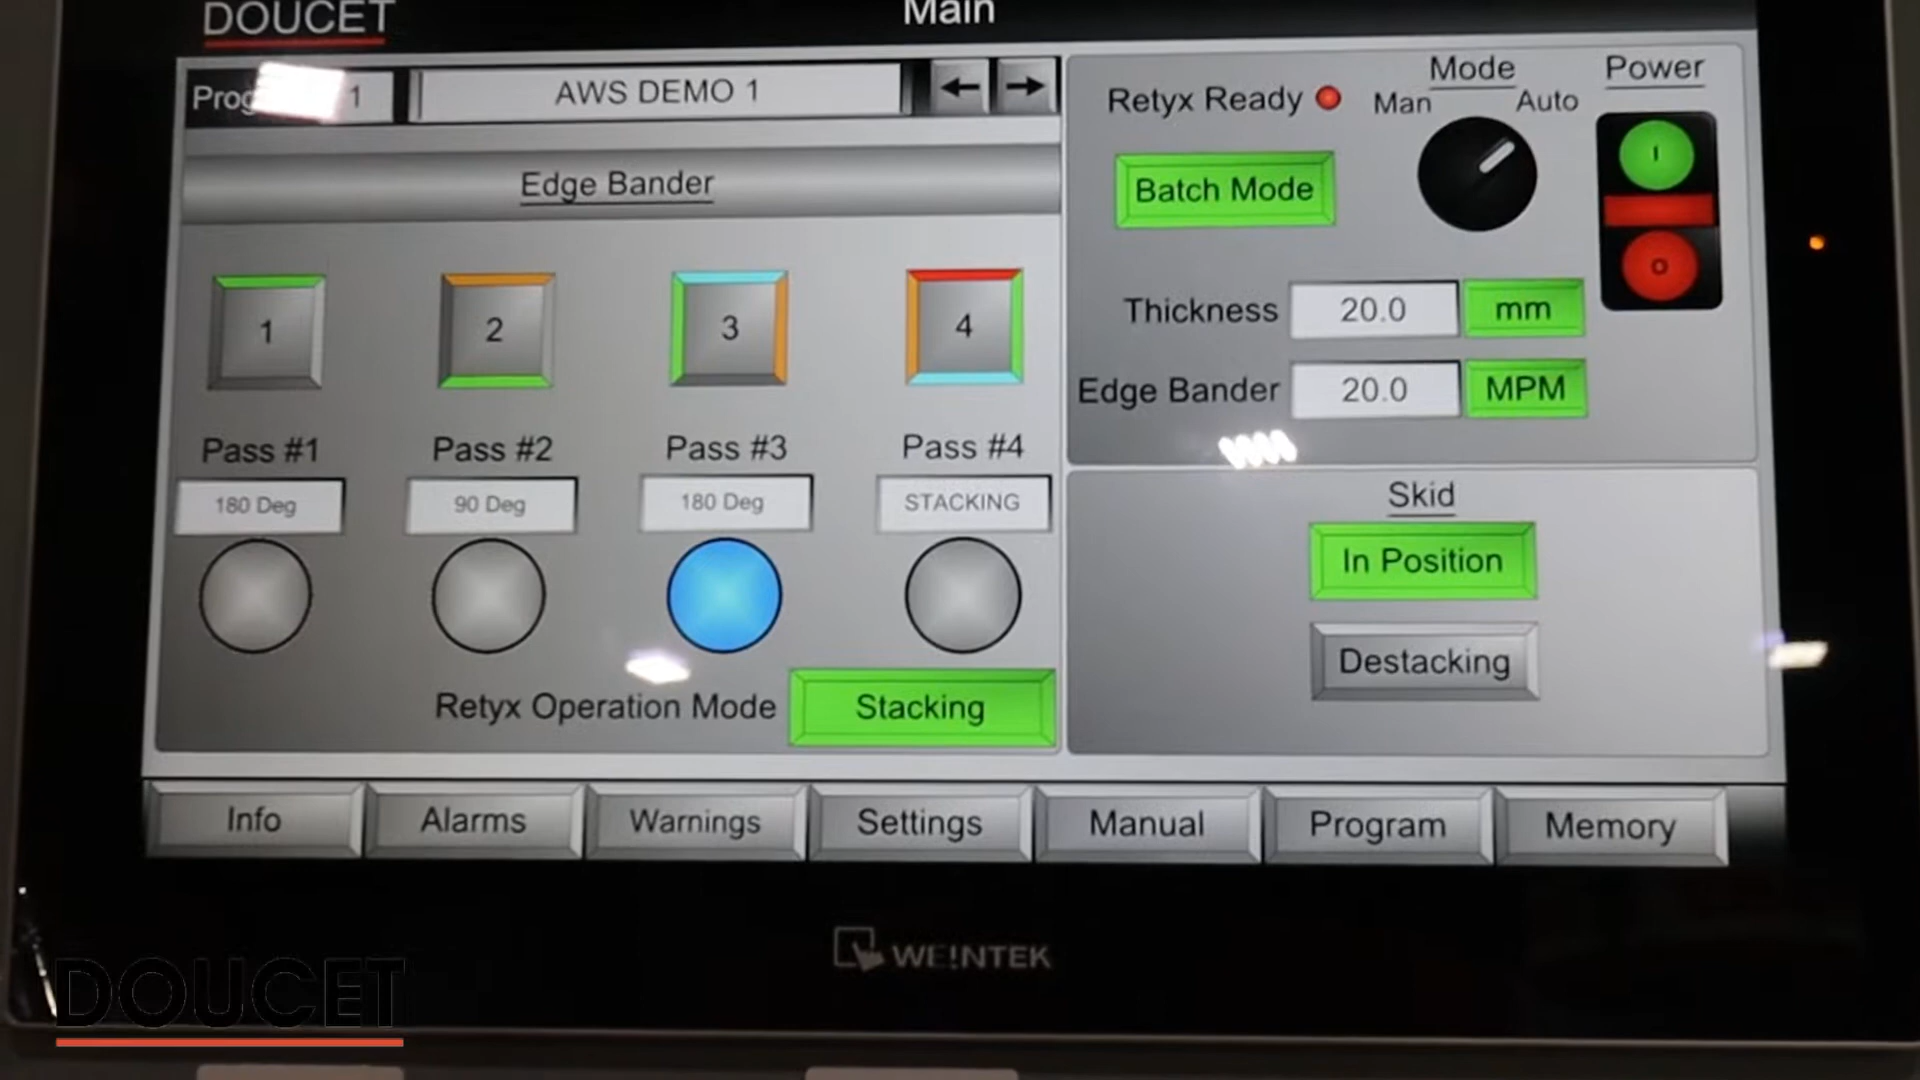 DOUCET
Main
Prog 1
AWS DEMO 1
Edge Bander
1
2
3
4
Pass #1
Pass #2
Pass #3
Pass #4
180 Deg
90 Deg
180 Deg
STACKING
Retyx Operation Mode
Stacking
Retyx Ready
Mode
Man
Auto
Power
I
O
Batch Mode
Thickness
20.0
mm
Edge Bander
20.0
MPM
Skid
In Position
Destacking
Info
Alarms
Warnings
Settings
Manual
Program
Memory
WE!NTEK
DOUCET